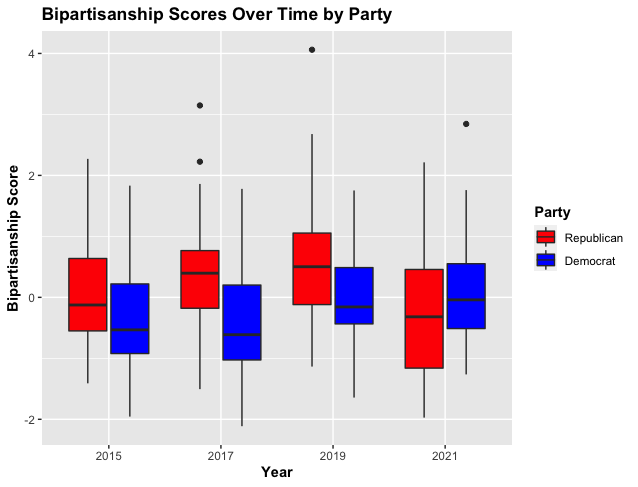 Bipartisanship Scores Over Time by Party
4
2
0
-2
Bipartisanship Score
2015
2017
2019
2021
Year
Party
Republican
Democrat